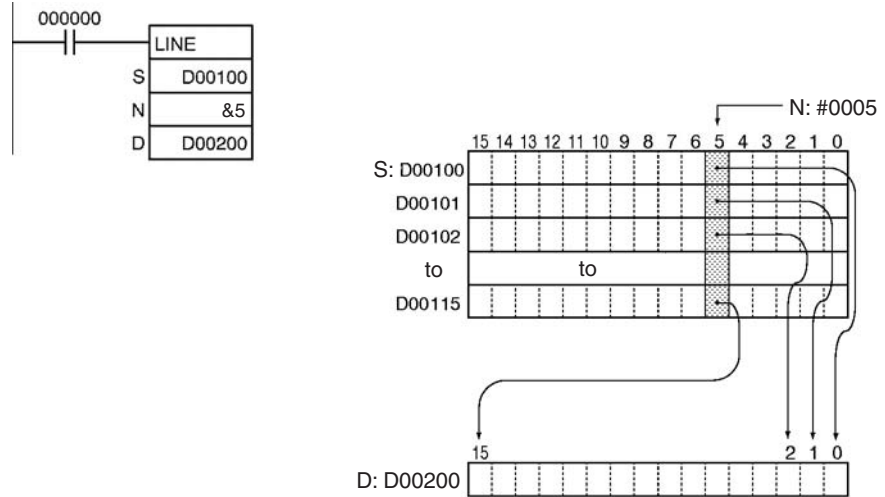 000000
LINE
S D00100
N &5
D D00200
N: #0005
15 14 13 12 11 10 9 8 7 6 5 4 3 2 1 0
S: D00100
D00101
D00102
to to
D00115
15 2 1 0
D: D00200